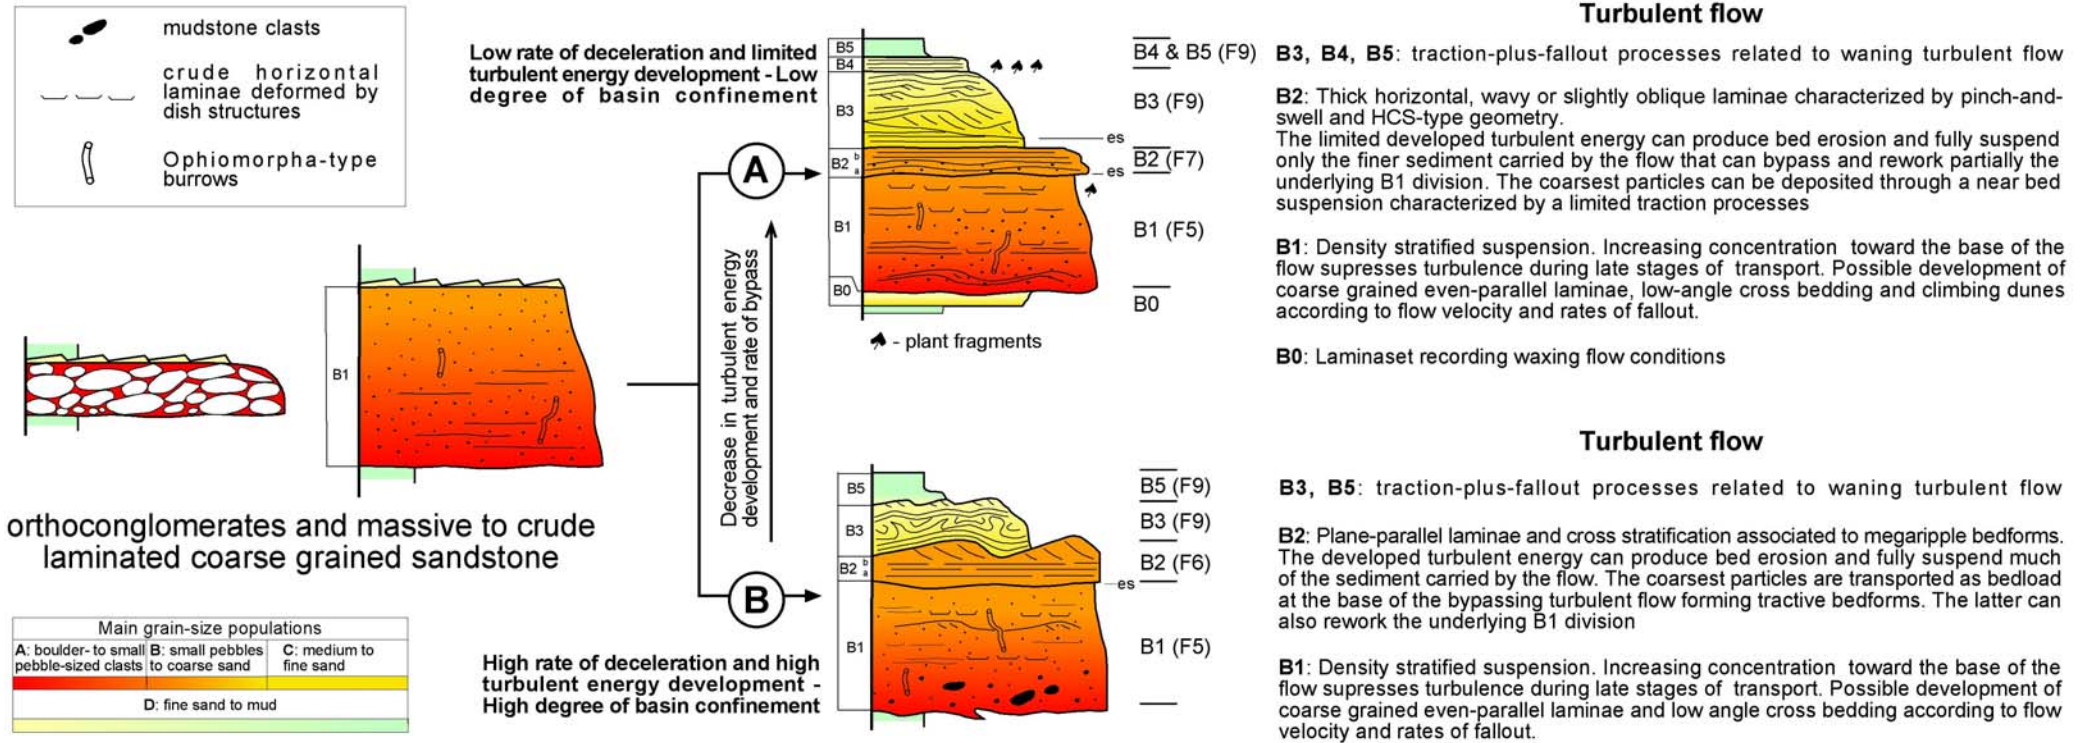 mudstone clasts
crude horizontal
laminae deformed by
dish structures
Ophiomorpha-type
burrows
B1
orthoconglomerates and massive to crude
laminated coarse grained sandstone
Main grain-size populations
A: boulder- to small
pebble-sized clasts
B: small pebbles
to coarse sand
C: medium to
fine sand
D: fine sand to mud
Low rate of deceleration and limited
turbulent energy development - Low
degree of basin confinement
A
Decrease in turbulent energy
development and rate of bypass
B
High rate of deceleration and high
turbulent energy development -
High degree of basin confinement
B5
B4
B3
B2 b
a
B1
B0
es
es
B4 & B5 (F9)
B3 (F9)
B2 (F7)
B1 (F5)
B0
- plant fragments
B5
B3
B2 b
a
B1
es
B5 (F9)
B3 (F9)
B2 (F6)
B1 (F5)
Turbulent flow
B3, B4, B5: traction-plus-fallout processes related to waning turbulent flow
B2: Thick horizontal, wavy or slightly oblique laminae characterized by pinch-and-
swell and HCS-type geometry.
The limited developed turbulent energy can produce bed erosion and fully suspend
only the finer sediment carried by the flow that can bypass and rework partially the
underlying B1 division. The coarsest particles can be deposited through a near bed
suspension characterized by a limited traction processes
B1: Density stratified suspension. Increasing concentration toward the base of the
flow supresses turbulence during late stages of transport. Possible development of
coarse grained even-parallel laminae, low-angle cross bedding and climbing dunes
according to flow velocity and rates of fallout.
B0: Laminaset recording waxing flow conditions
Turbulent flow
B3, B5: traction-plus-fallout processes related to waning turbulent flow
B2: Plane-parallel laminae and cross stratification associated to megaripple bedforms.
The developed turbulent energy can produce bed erosion and fully suspend much
of the sediment carried by the flow. The coarsest particles are transported as bedload
at the base of the bypassing turbulent flow forming tractive bedforms. The latter can
also rework the underlying B1 division
B1: Density stratified suspension. Increasing concentration toward the base of the
flow supresses turbulence during late stages of transport. Possible development of
coarse grained even-parallel laminae and low angle cross bedding according to flow
velocity and rates of fallout.